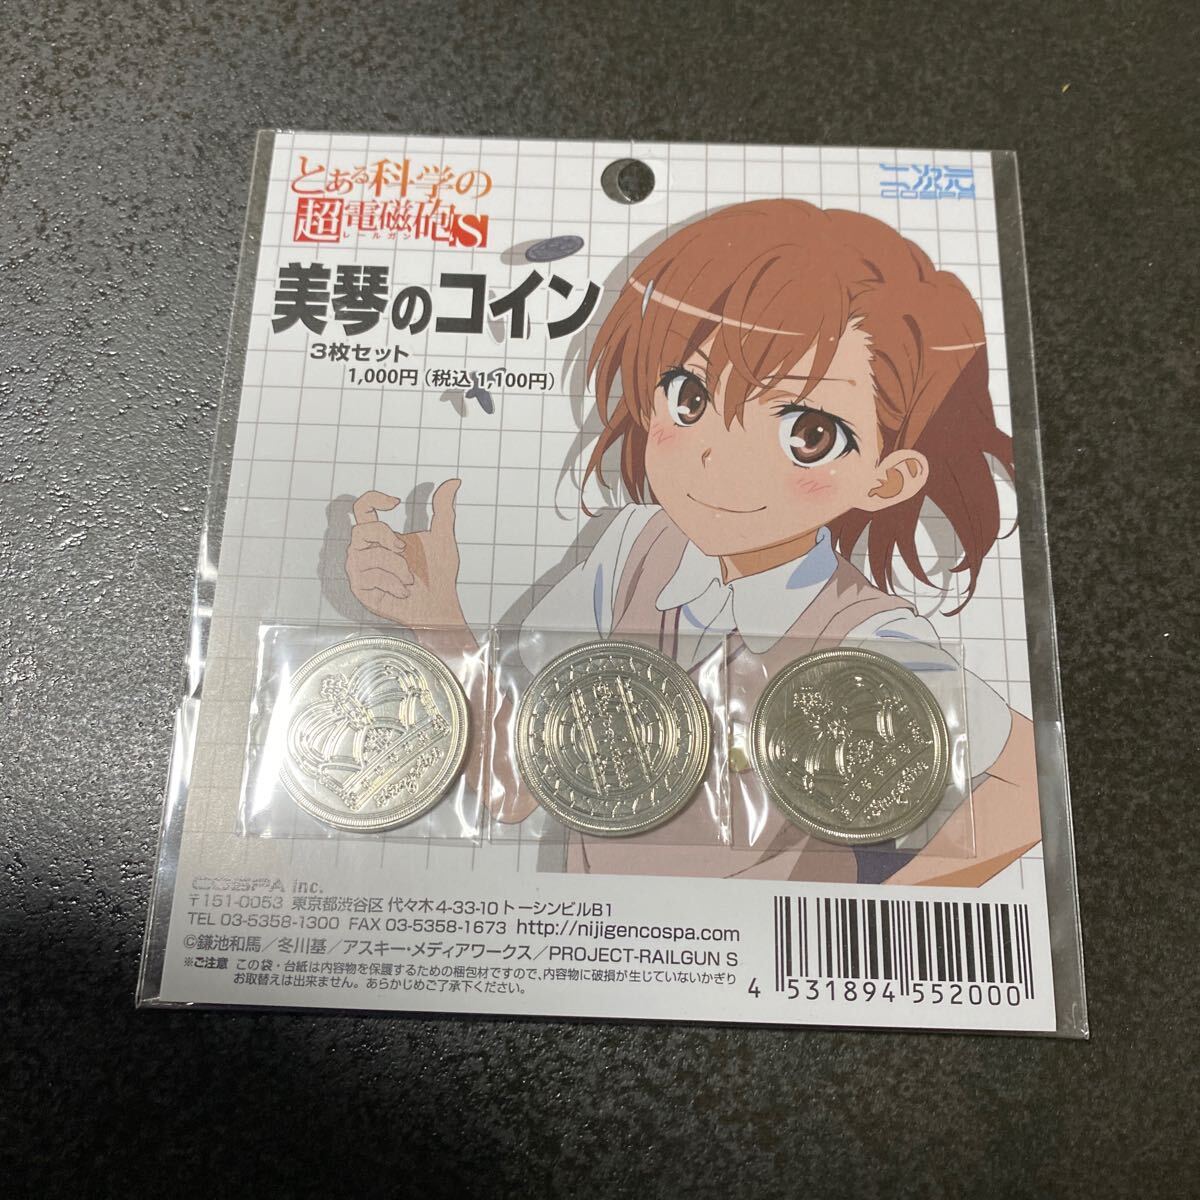 とある科学の
超電磁砲S
レールガン
二次元
COSPA
美琴のコイン
3枚セット
1,000円（税込1,100円）
COSPA inc.
〒151-0053 東京都渋谷区 代々木4-33-10 トーシンビルB1
TEL 03-5358-1300 FAX 03-5358-1673 http://nijigencospa.com
©鎌池和馬／冬川基／アスキー・メディアワークス／PROJECT-RAILGUN S
※ご注意 この袋・台紙は内容物を保護するための梱包材ですので、内容物に破損が生じていないかぎり
お取替えは出来ません。あらかじめご了承下さい。
4 531894 552000